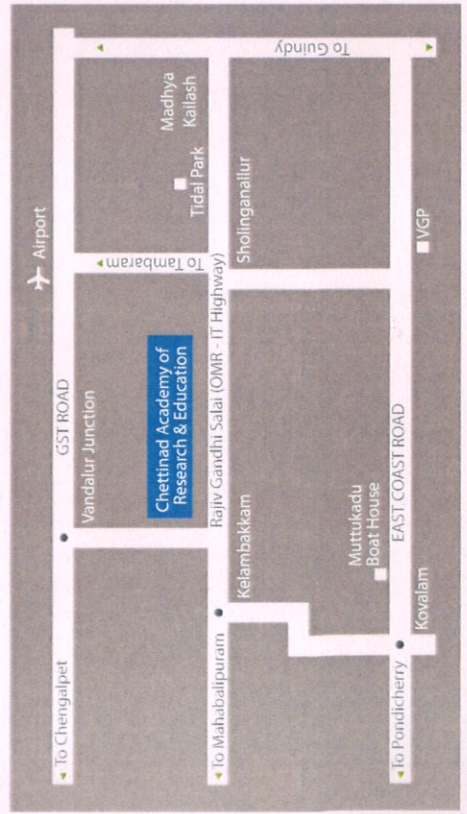 Airport
GST ROAD
To Chengalpet
Vandalur Junction
To Tambaram
To Guindy
Madhya
Kailash
Tidal Park
Chettinad Academy of
Research & Education
Rajiv Gandhi Salai (OMR - IT Highway)
To Mahabalipuram
Kelambakkam
Sholinganallur
Muttukadu
Boat House
EAST COAST ROAD
To Pondicherry
Kovalam
VGP